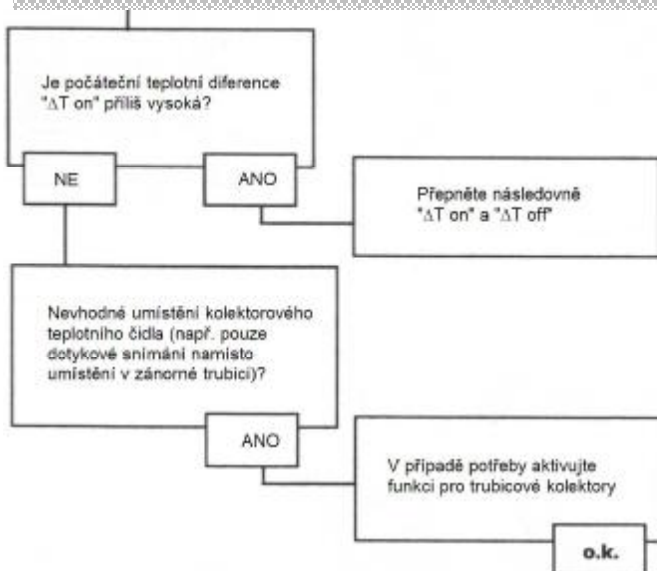 Je počáteční teplotní diference
"ΔT on" příliš vysoká?
NE
ANO
Přepněte následovně
"ΔT on" a "ΔT off"
Nevhodné umístění kolektorového
teplotního čidla (např. pouze
dotykové snímání namisto
umístění v zánorné trubici)?
ANO
V případě potřeby aktivujte
funkci pro trubicové kolektory
o.k.